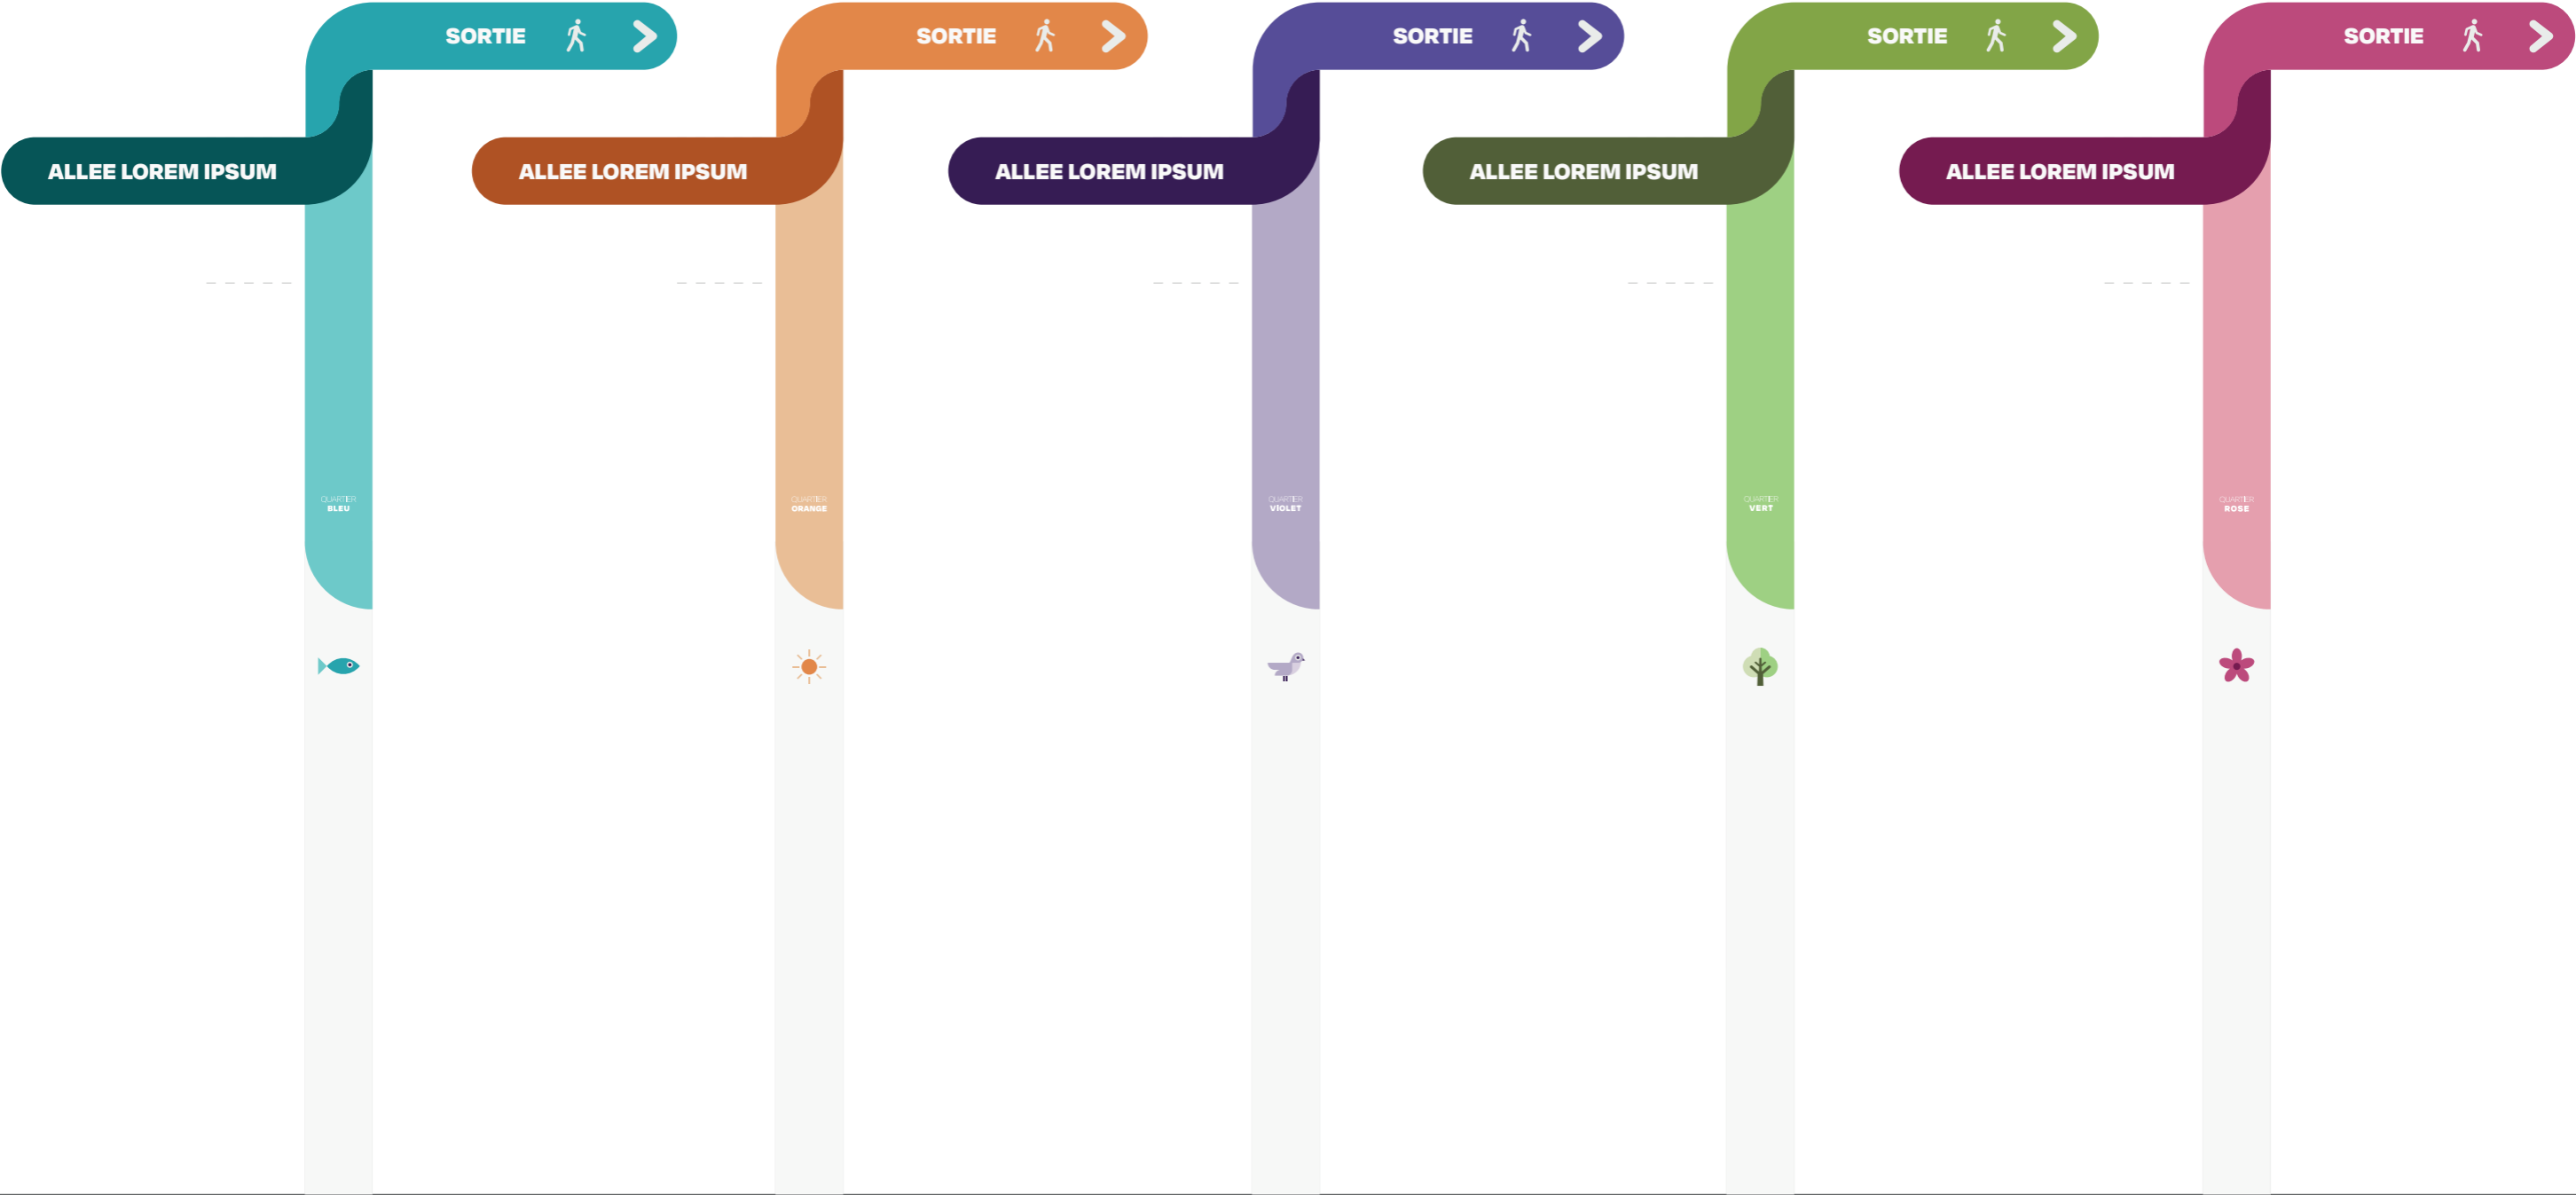 SORTIE
SORTIE
SORTIE
SORTIE
SORTIE
ALLEE LOREM IPSUM
ALLEE LOREM IPSUM
ALLEE LOREM IPSUM
ALLEE LOREM IPSUM
ALLEE LOREM IPSUM
QUARTIER
BLEU
QUARTIER
ORANGE
QUARTIER
VIOLET
QUARTIER
VERT
QUARTIER
ROSE